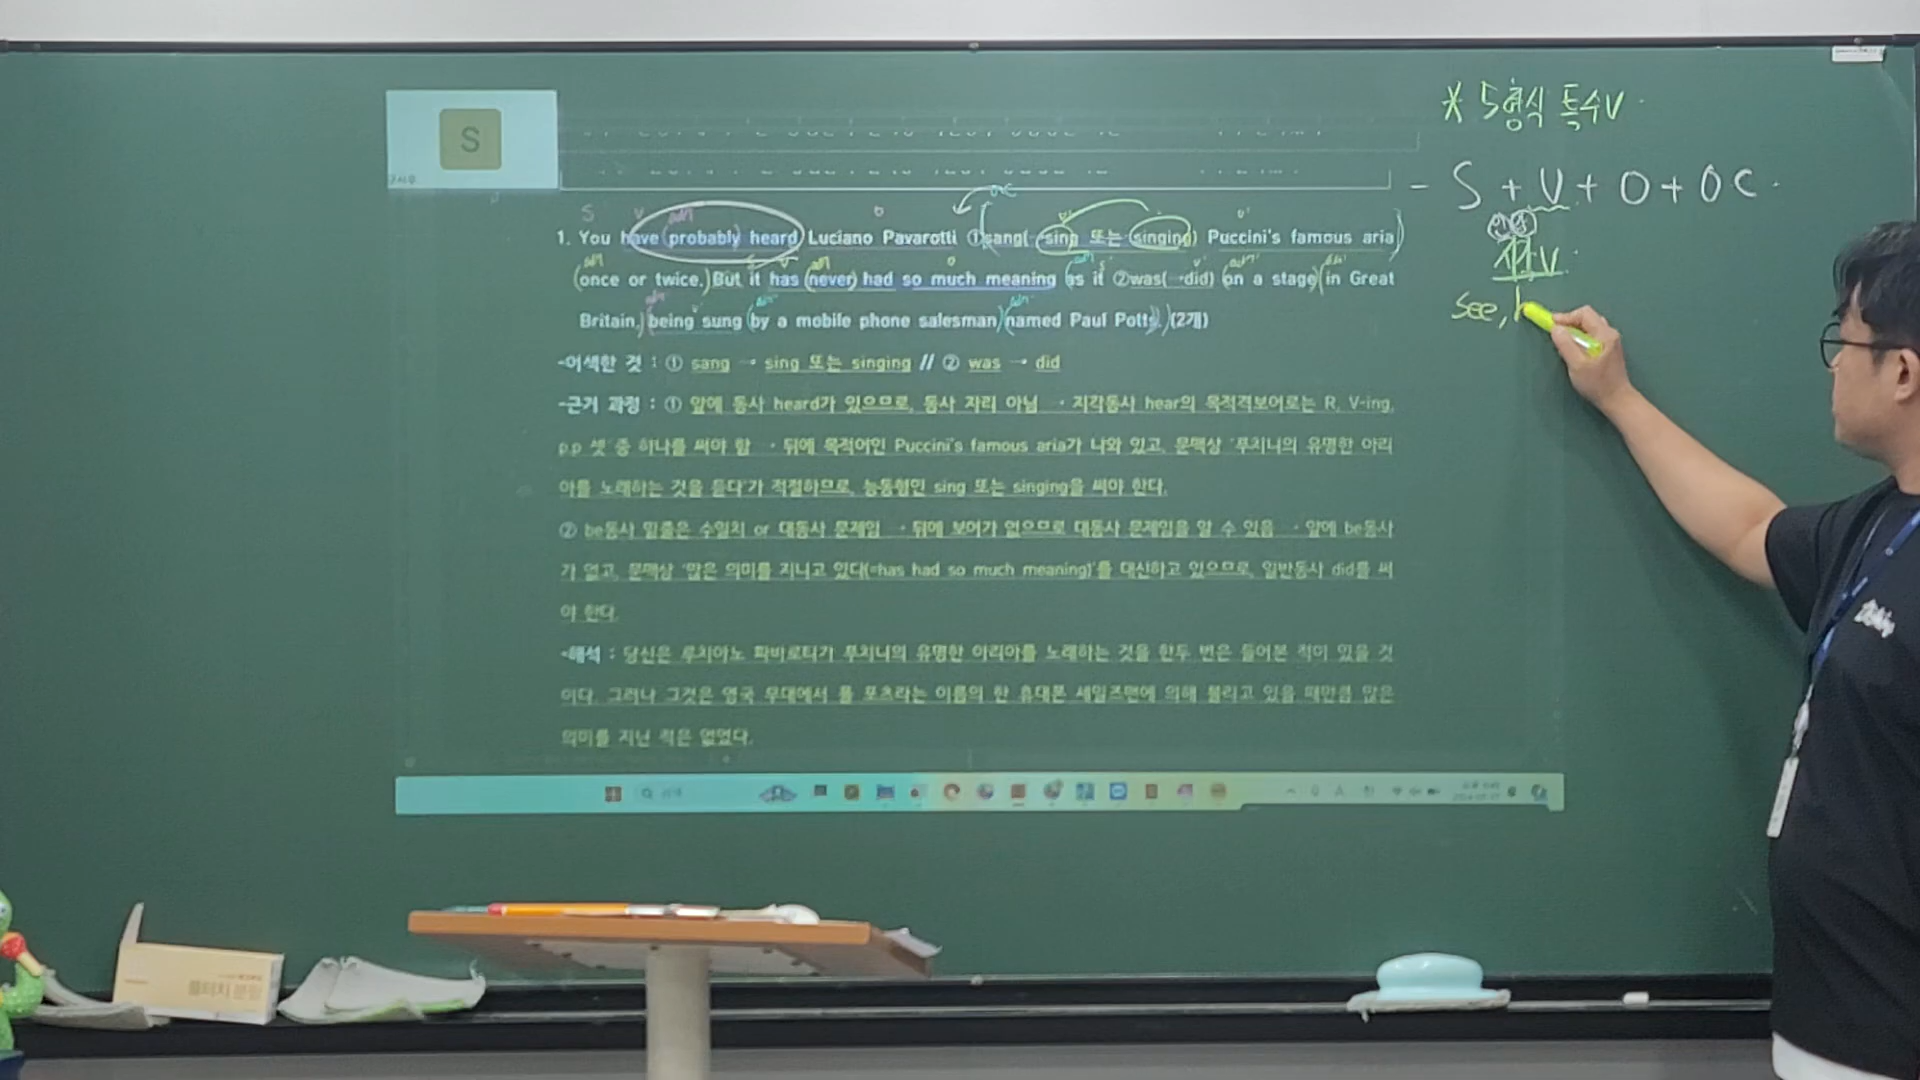 S
* 5형식 특수V
- S + V + O + OC
지각V
see, h
OC
S V adv O O'
1. You have probably heard Luciano Pavarotti ①sang(→sing 또는 singing) Puccini's famous aria
once or twice. But it has never had so much meaning as it ②was(→did) on a stage in Great
Britain, being sung by a mobile phone salesman named Paul Potts. (2개)
-어색한 것 : ① sang → sing 또는 singing // ② was → did
-근거 과정 : ① 앞에 동사 heard가 있으므로, 동사 자리 아님 → 지각동사 hear의 목적격보어로는 R, V-ing,
p.p 셋 중 하나를 써야 함 → 뒤에 목적어인 Puccini's famous aria가 나와 있고, 문맥상 '푸치니의 유명한 아리
아를 노래하는 것을 듣다'가 적절하므로, 능동형인 sing 또는 singing을 써야 한다.
② be동사 밑줄은 수일치 or 대동사 문제임 → 뒤에 보어가 없으므로 대동사 문제임을 알 수 있음 → 앞에 be동사
가 없고, 문맥상 '많은 의미를 지니고 있다(=has had so much meaning)'를 대신하고 있으므로, 일반동사 did를 써
야 한다.
-해석 : 당신은 루치아노 파바로티가 푸치니의 유명한 아리아를 노래하는 것을 한두 번은 들어본 적이 있을 것
이다. 그러나 그것은 영국 무대에서 폴 포츠라는 이름의 한 휴대폰 세일즈맨에 의해 불리고 있을 때만큼 많은
의미를 지닌 적은 없었다.
검색